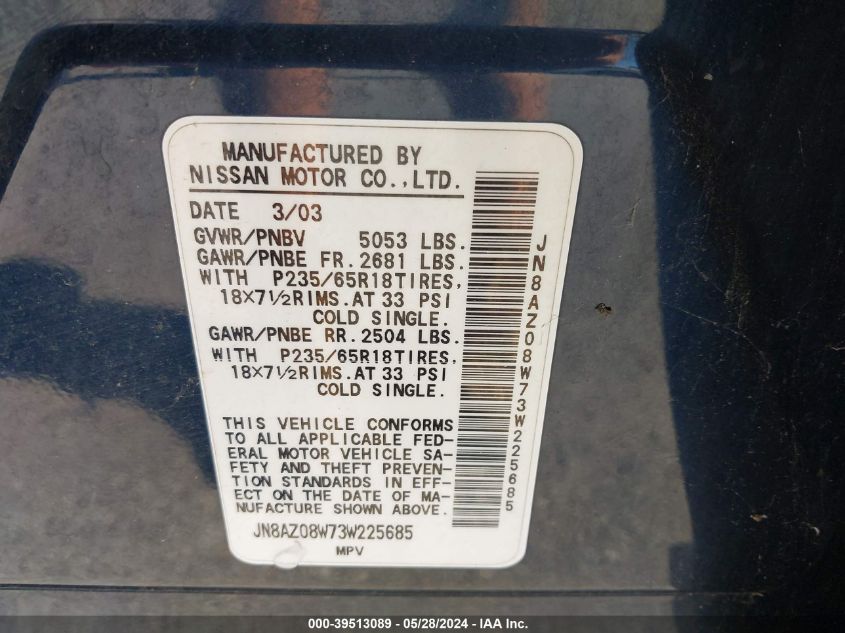 MANUFACTURED BY
NISSAN MOTOR CO.,LTD.
DATE 3/03
GVWR/PNBV 5053 LBS.
GAWR/PNBE FR. 2681 LBS.
WITH P235/65R18TIRES,
18×7½RIMS.AT 33 PSI
COLD SINGLE.
GAWR/PNBE RR. 2504 LBS.
WITH P235/65R18TIRES,
18×7½RIMS.AT 33 PSI
COLD SINGLE.
THIS VEHICLE CONFORMS
TO ALL APPLICABLE FED-
ERAL MOTOR VEHICLE SA-
FETY AND THEFT PREVEN-
TION STANDARDS IN EFF-
ECT ON THE DATE OF MA-
NUFACTURE SHOWN ABOVE.
JN8AZ08W73W225685
MPV
JN8AZ08W73W225685
000-39513089 - 05/28/2024 - IAA Inc.